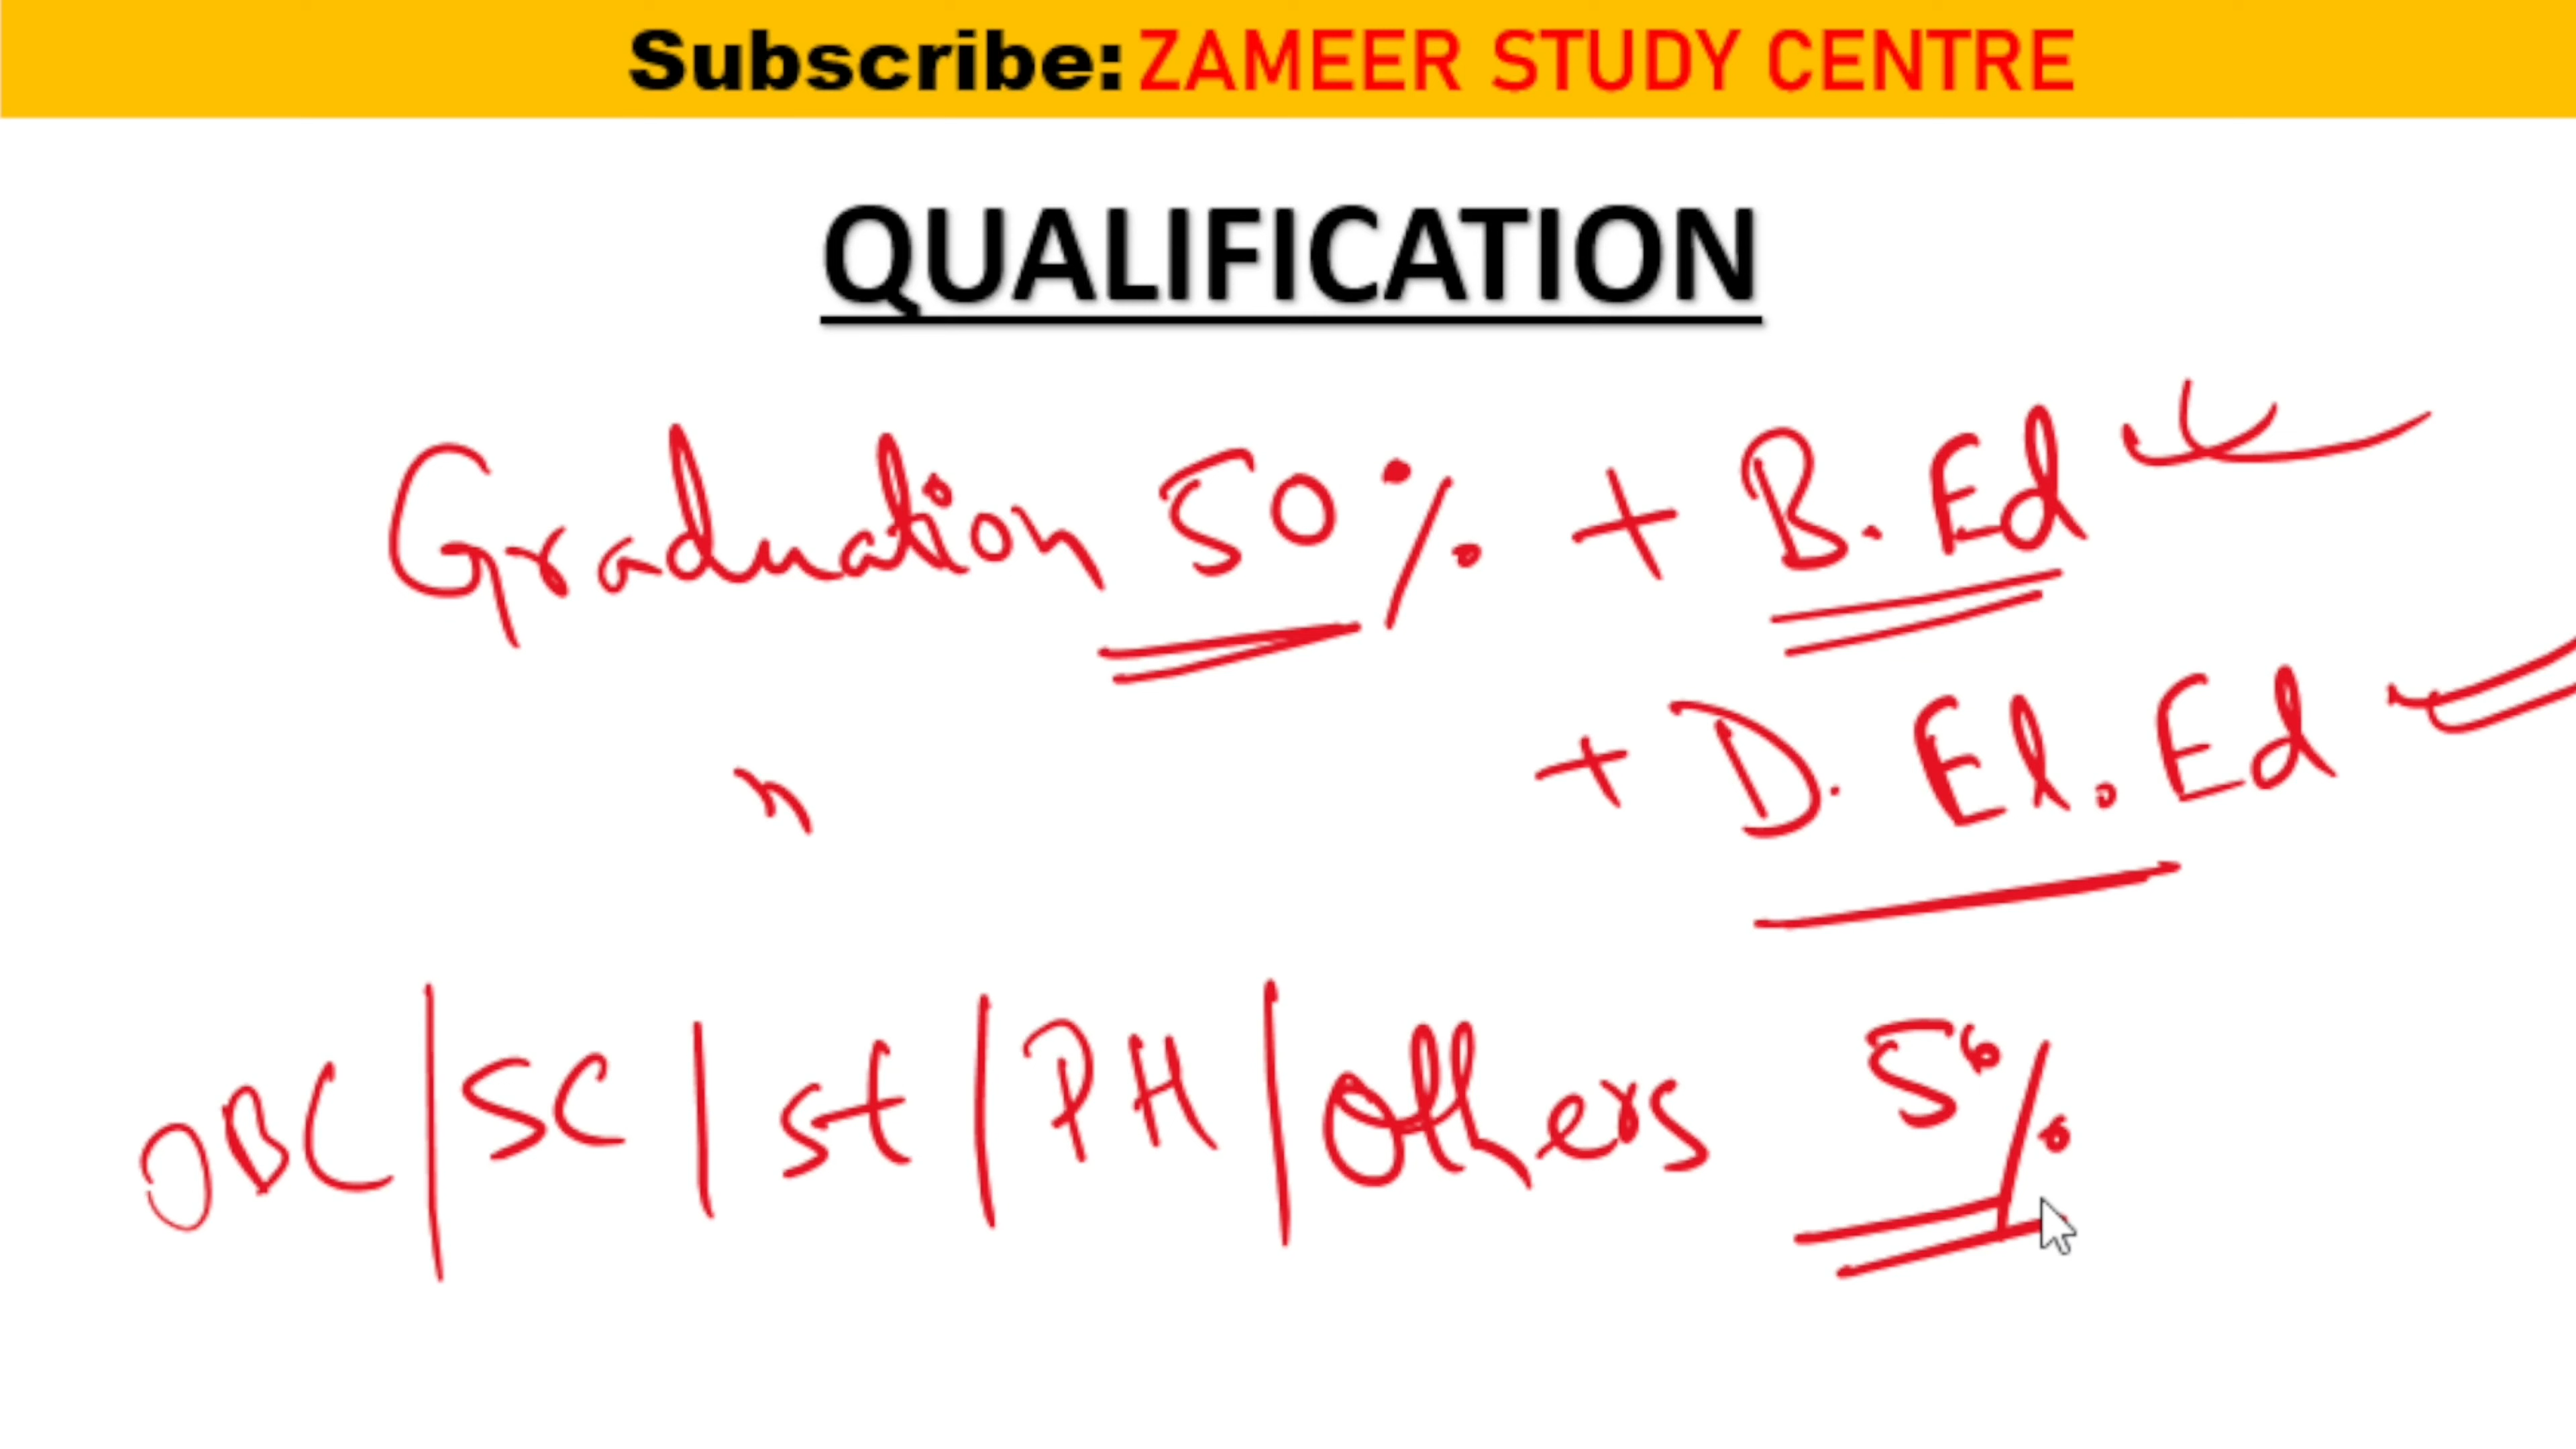 Subscribe: ZAMEER STUDY CENTRE
QUALIFICATION
Graduation 50% + B.Ed
" + D. El. Ed
OBC | SC | st | PH | others 5%